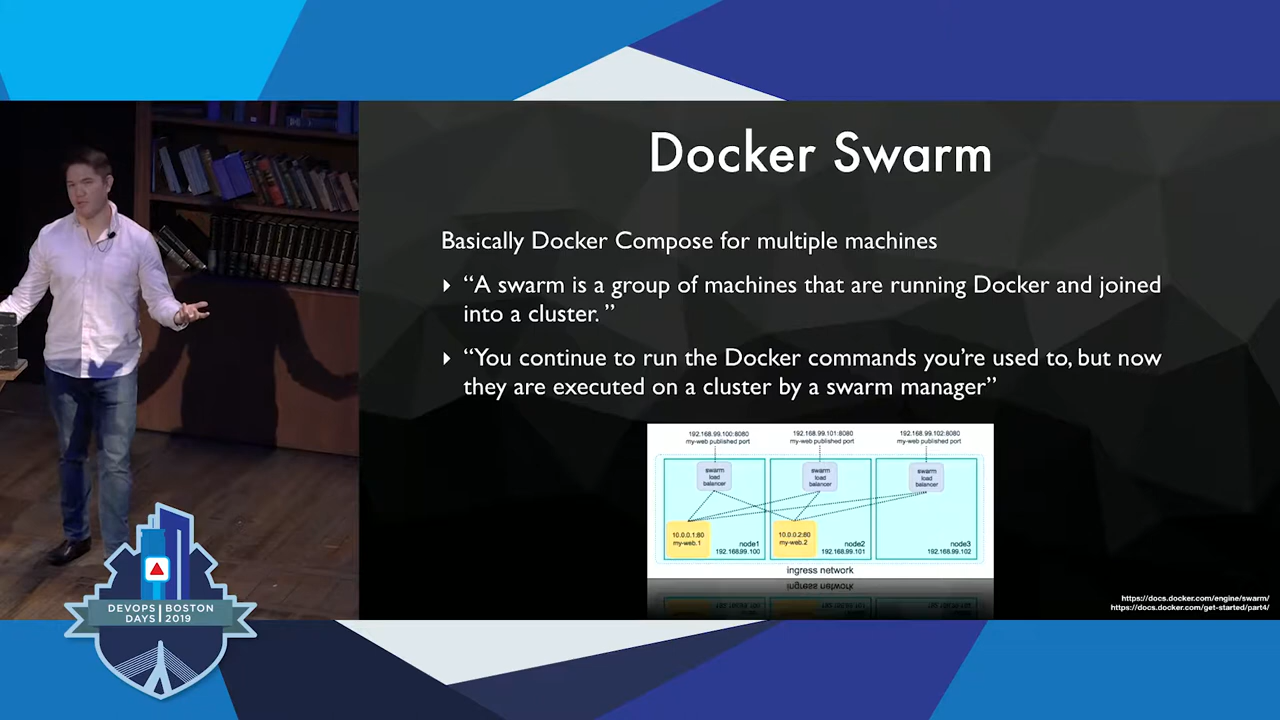 Docker Swarm
Basically Docker Compose for multiple machines
“A swarm is a group of machines that are running Docker and joined
into a cluster. ”
“You continue to run the Docker commands you’re used to, but now
they are executed on a cluster by a swarm manager”
192.168.99.100:8080
my-web published port
192.168.99.101:8080
my-web published port
192.168.99.102:8080
my-web published port
swarm
load
balancer
swarm
load
balancer
swarm
load
balancer
10.0.0.1:80
my-web.1
node1
192.168.99.100
10.0.0.2:80
my-web.2
node2
192.168.99.101
node3
192.168.99.102
ingress network
https://docs.docker.com/engine/swarm/
https://docs.docker.com/get-started/part4/
DEVOPS BOSTON
DAYS 2019